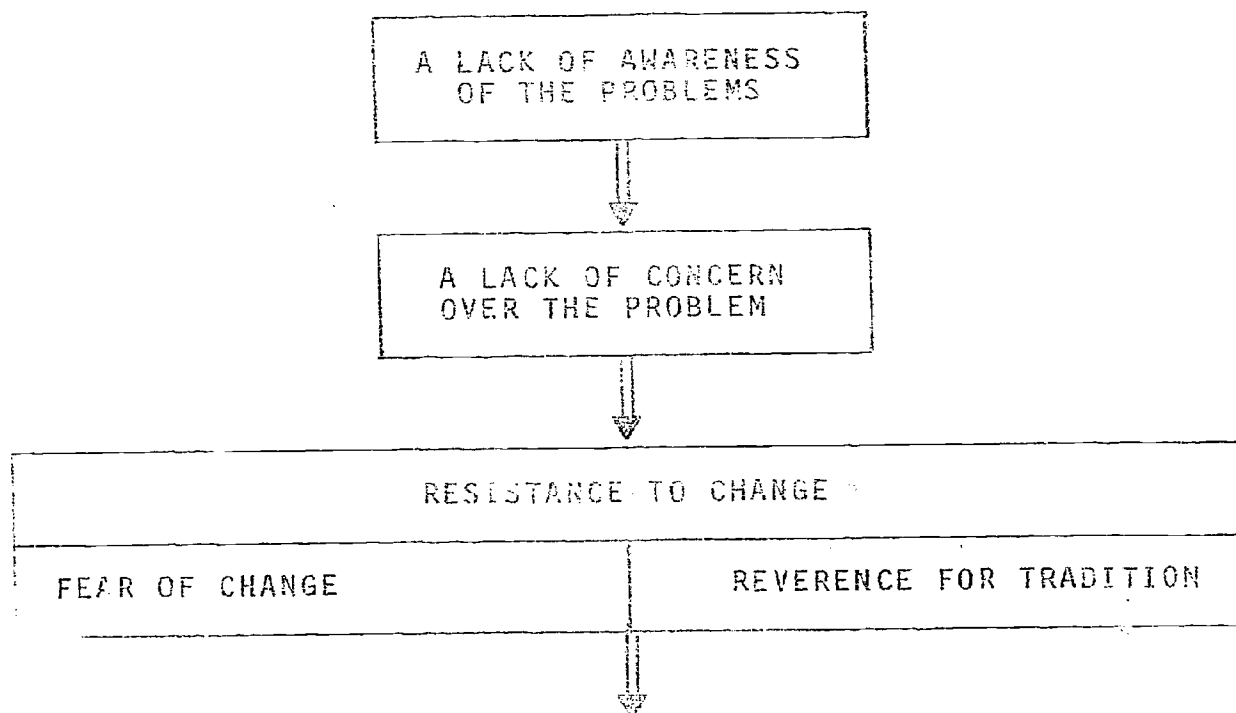 A LACK OF AWARENESS
OF THE PROBLEMS
A LACK OF CONCERN
OVER THE PROBLEM
RESISTANCE TO CHANGE
FEAR OF CHANGE
REVERENCE FOR TRADITION